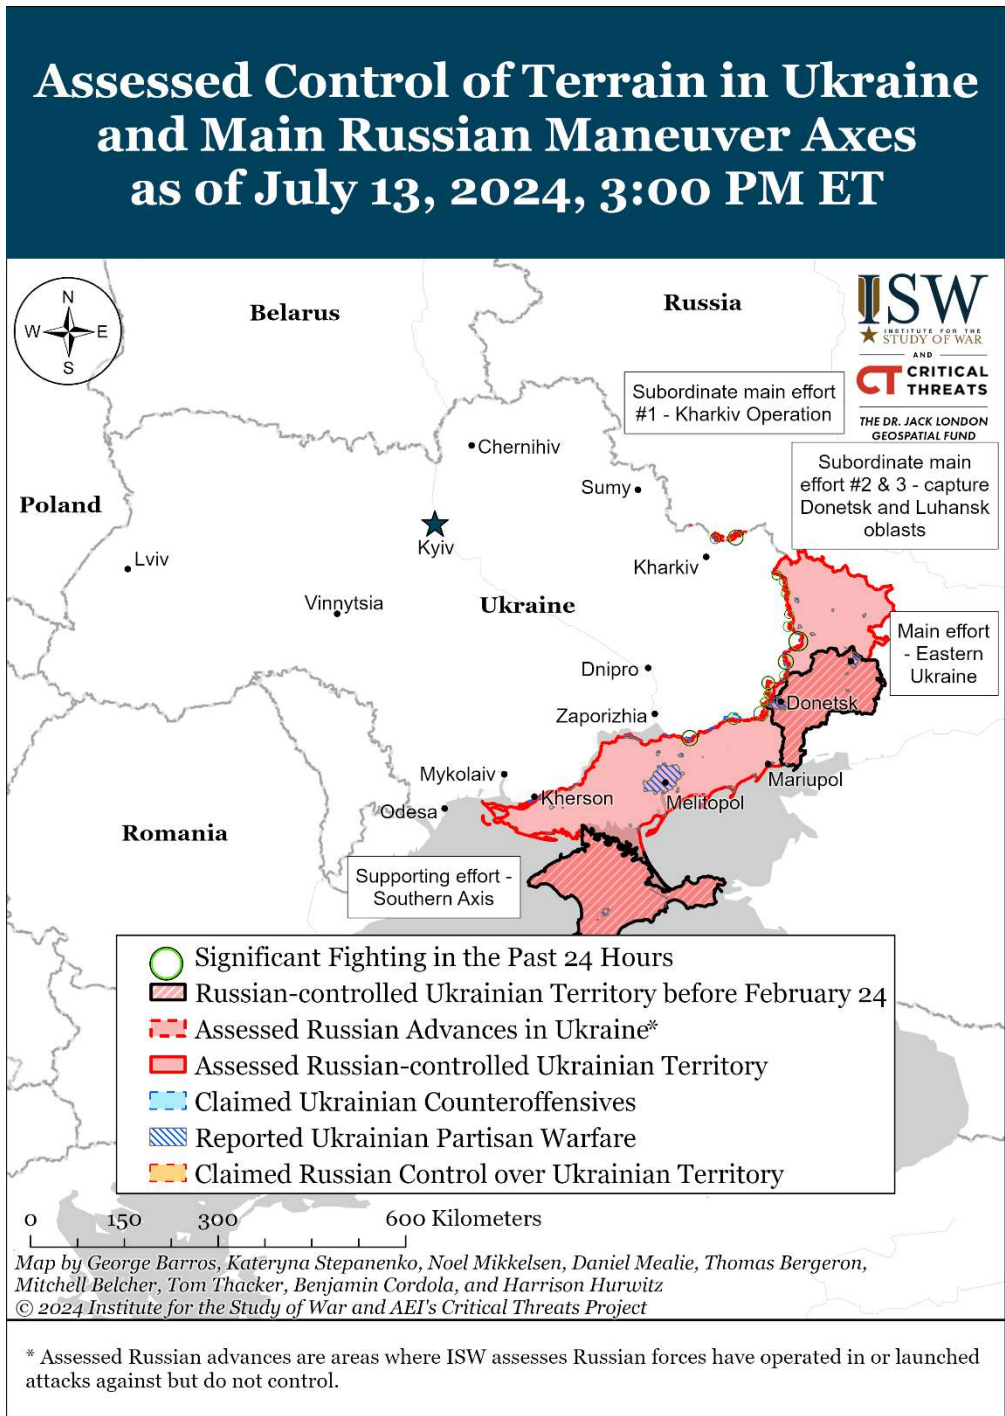 Assessed Control of Terrain in Ukraine
and Main Russian Maneuver Axes
as of July 13, 2024, 3:00 PM ET
N
W
E
S
Belarus
Russia
ISW
INSTITUTE FOR THE
STUDY OF WAR
AND
CT CRITICAL
THREATS
THE DR. JACK LONDON
GEOSPATIAL FUND
Subordinate main effort
#1 - Kharkiv Operation
Subordinate main
effort #2 & 3 - capture
Donetsk and Luhansk
oblasts
Chernihiv
Sumy
Poland
Kyiv
Lviv
Kharkiv
Vinnytsia
Ukraine
Main effort
- Eastern
Ukraine
Dnipro
Donetsk
Zaporizhia
Mykolaiv
Mariupol
Kherson
Melitopol
Odesa
Romania
Supporting effort -
Southern Axis
Significant Fighting in the Past 24 Hours
Russian-controlled Ukrainian Territory before February 24
Assessed Russian Advances in Ukraine*
Assessed Russian-controlled Ukrainian Territory
Claimed Ukrainian Counteroffensives
Reported Ukrainian Partisan Warfare
Claimed Russian Control over Ukrainian Territory
0 150 300 600 Kilometers
Map by George Barros, Kateryna Stepanenko, Noel Mikkelsen, Daniel Mealie, Thomas Bergeron,
Mitchell Belcher, Tom Thacker, Benjamin Cordola, and Harrison Hurwitz
© 2024 Institute for the Study of War and AEI's Critical Threats Project
* Assessed Russian advances are areas where ISW assesses Russian forces have operated in or launched
attacks against but do not control.